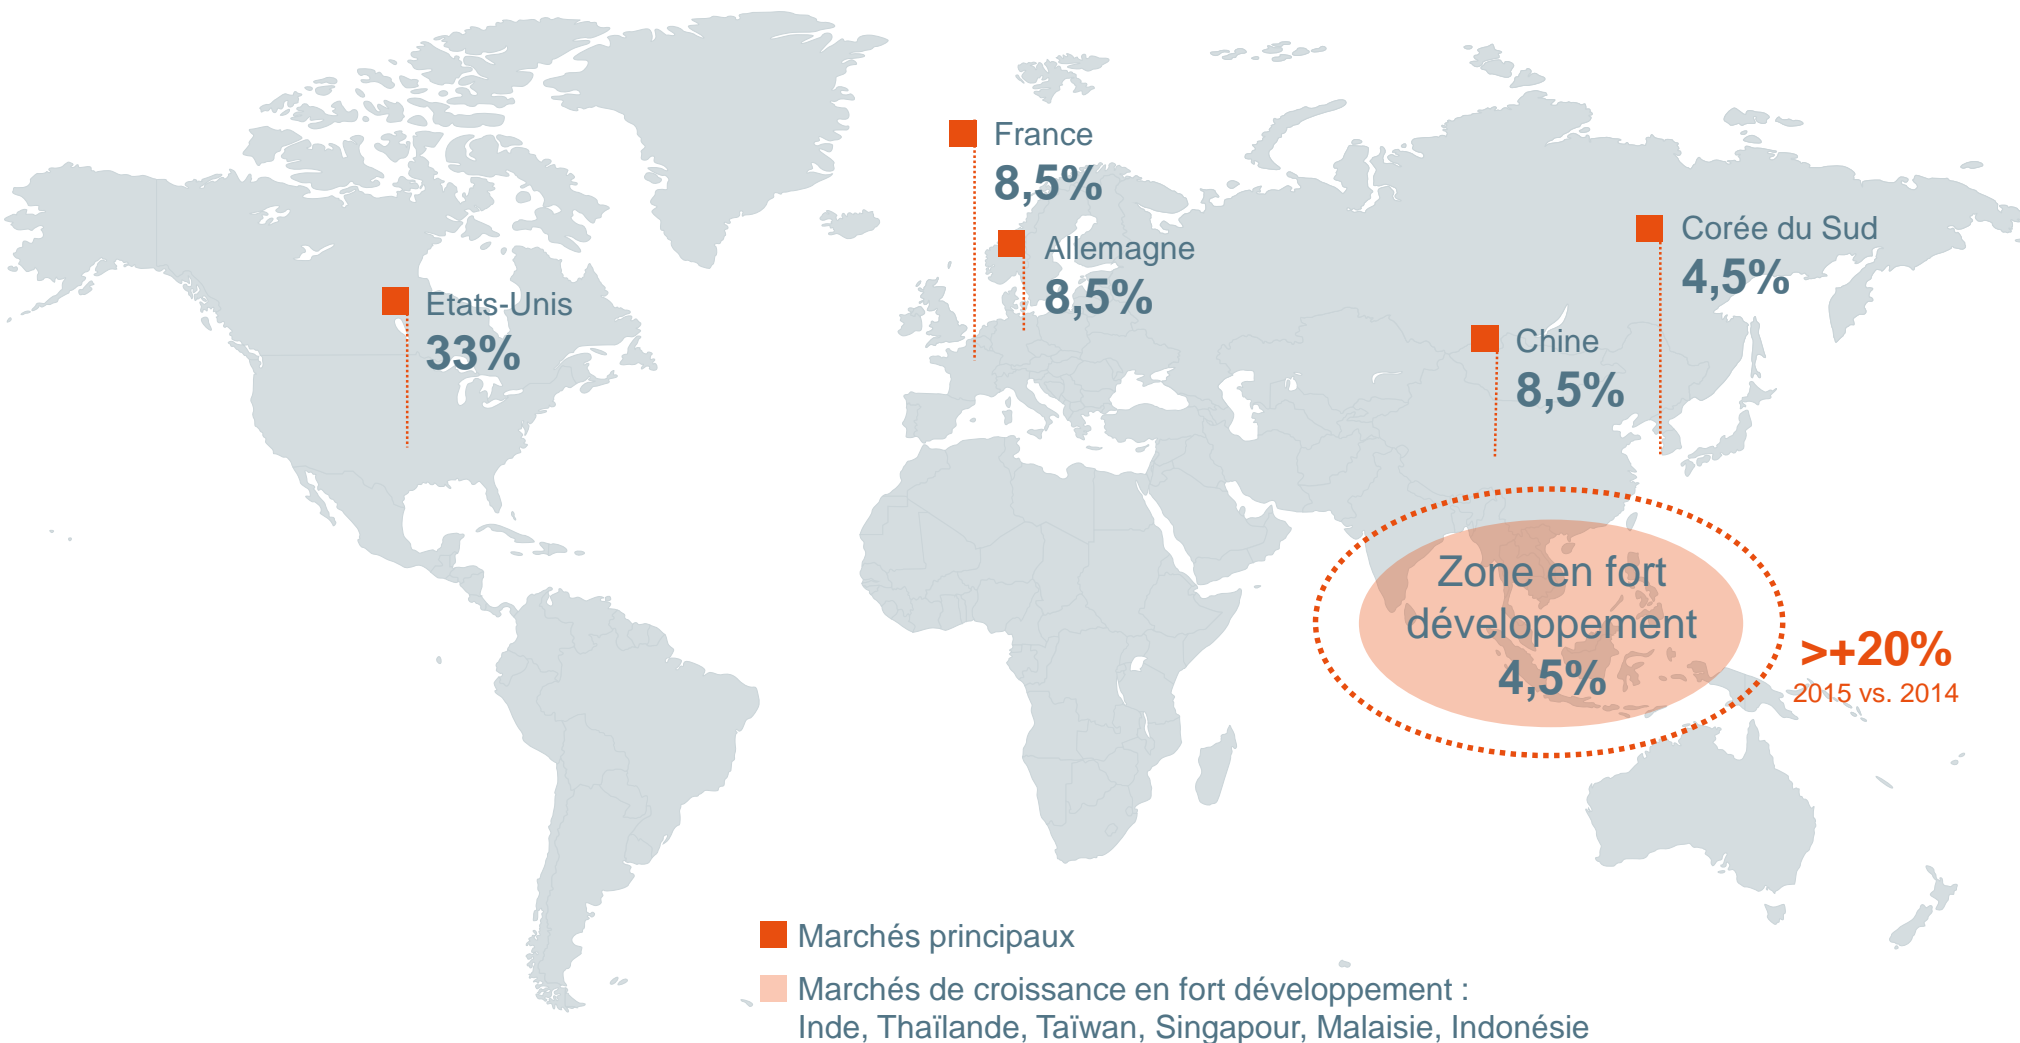 France
8,5%
Allemagne
8,5%
Corée du Sud
4,5%
Etats-Unis
33%
Chine
8,5%
Zone en fort
développement
4,5%
>+20%
2015 vs. 2014
Marchés principaux
Marchés de croissance en fort développement :
Inde, Thaïlande, Taïwan, Singapour, Malaisie, Indonésie